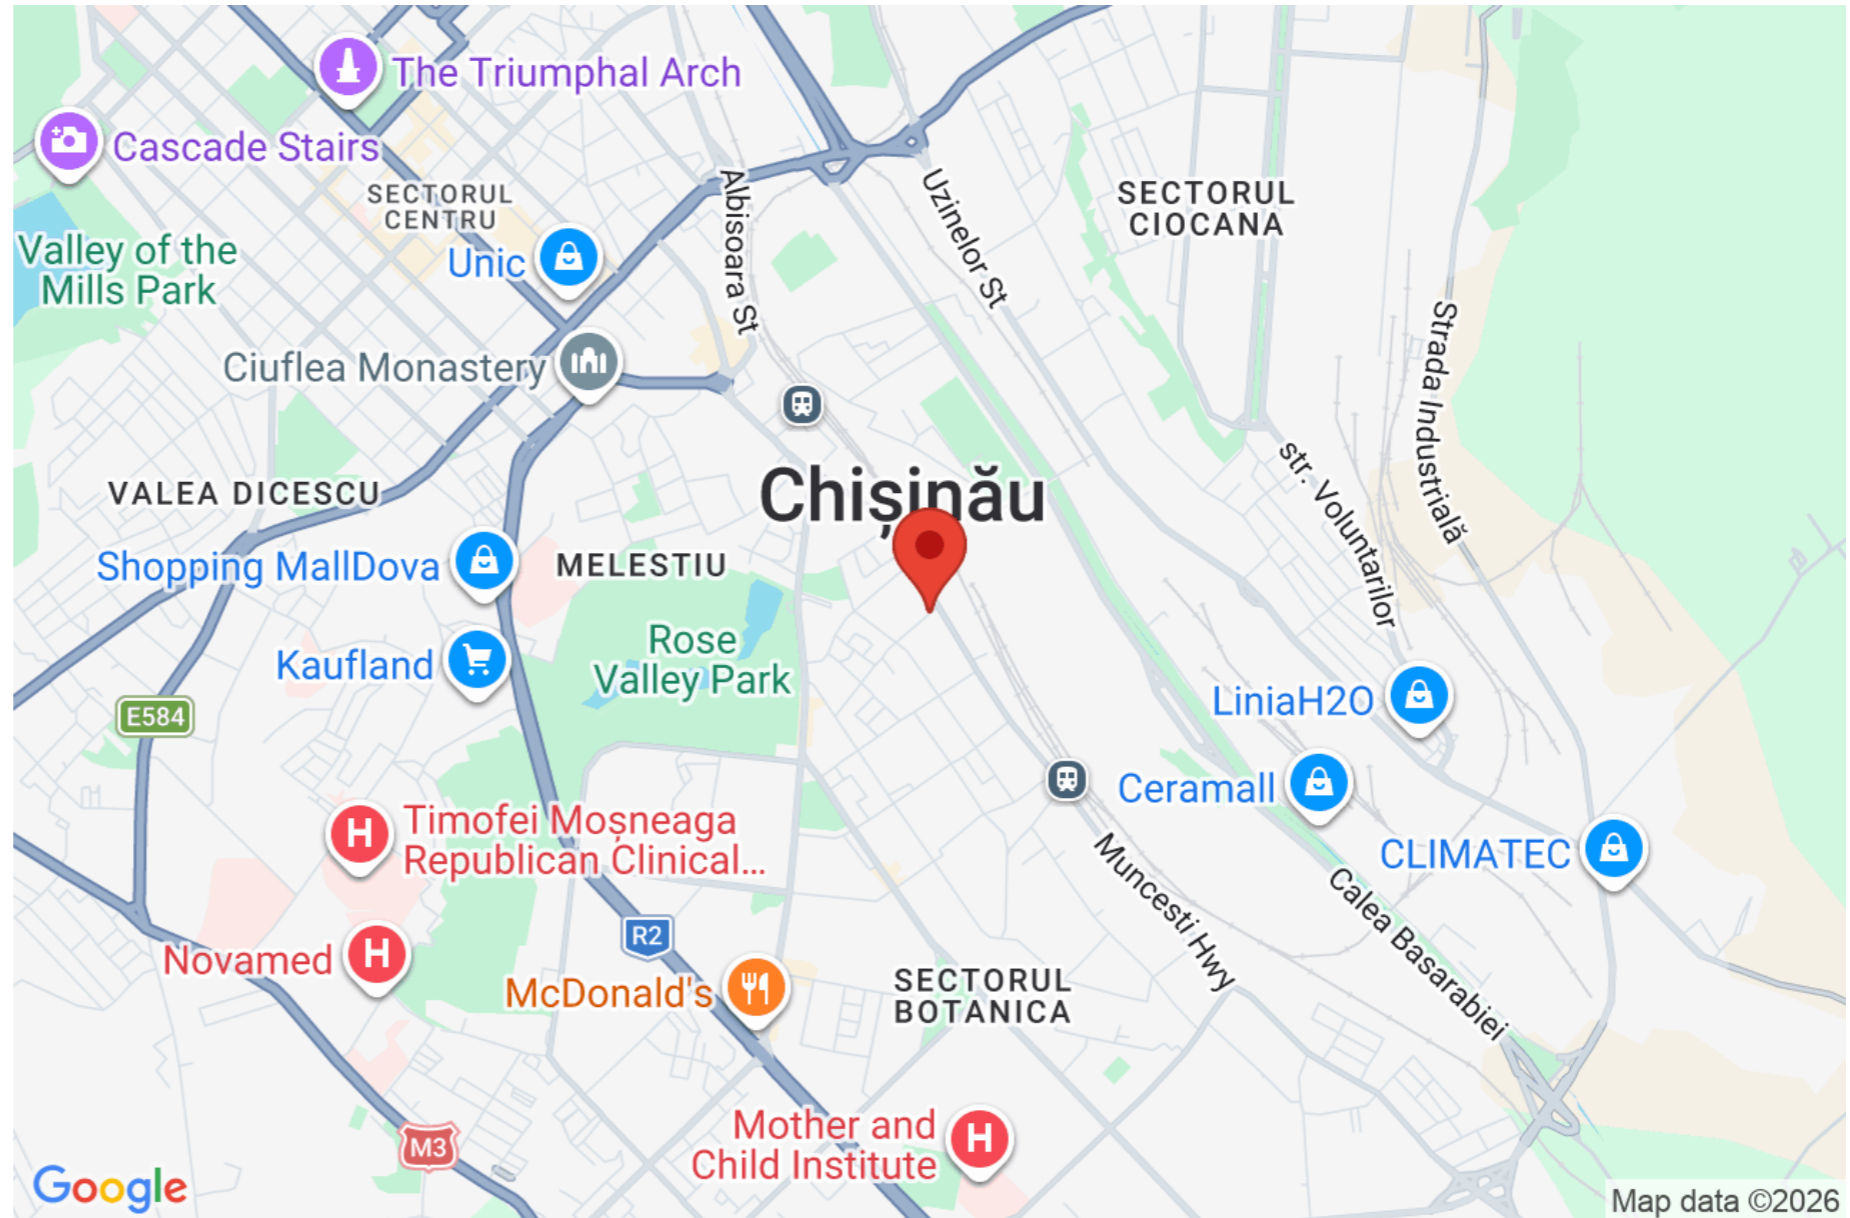 The Triumphal Arch
Cascade Stairs
SECTORUL
CENTRU
Valley of the
Mills Park
Unic
Albisoara St
Uzinelor St
SECTORUL
CIOCANA
Ciuflea Monastery
Strada Industrială
str. Voluntarilor
Chișinău
VALEA DICESCU
Shopping MallDova
MELESTIU
Kaufland
Rose
Valley Park
E584
LiniaH2O
Ceramall
CLIMATEC
Timofei Moșneaga
Republican Clinical...
Muncesti Hwy
Calea Basarabiei
Novamed
R2
McDonald's
SECTORUL
BOTANICA
M3
Mother and
Child Institute
H
H
H
Google
Map data ©2026